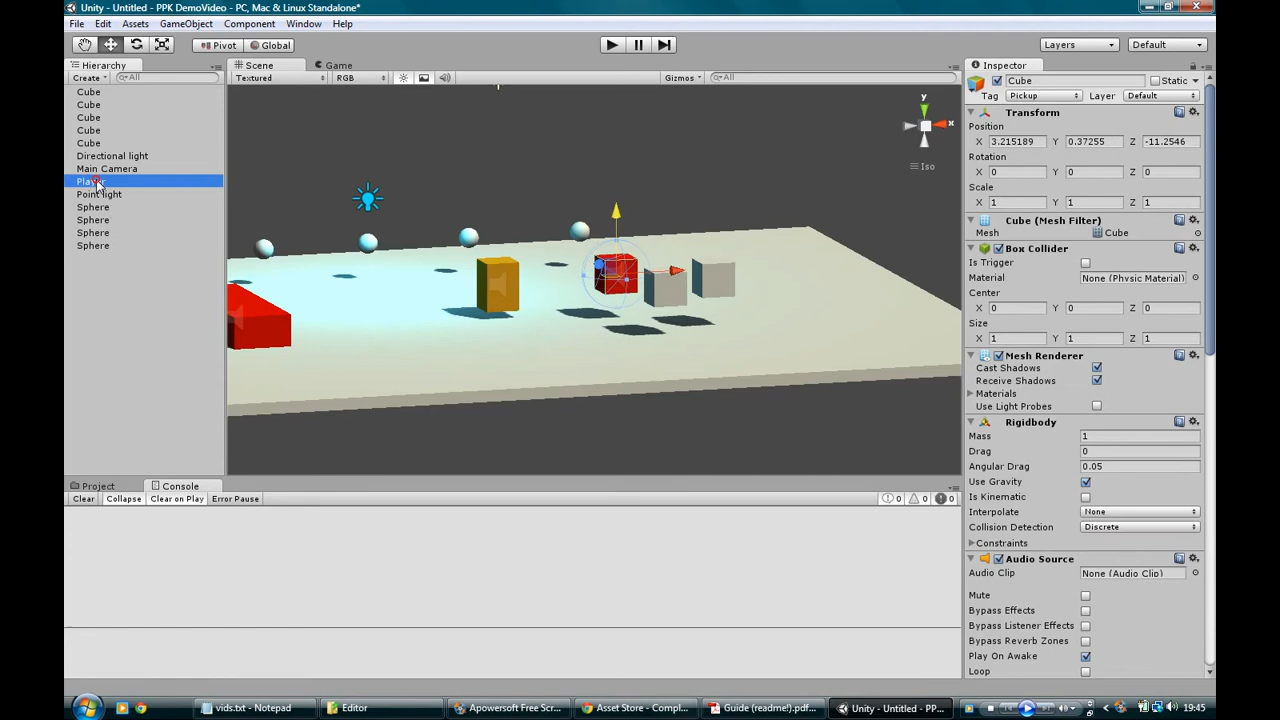 Unity - Untitled - PPK DemoVideo - PC, Mac & Linux Standalone*
File Edit Assets GameObject Component Window Help
Pivot Global Layers Default
Hierarchy Scene Game Inspector
Create All Textured RGB Gizmos All Cube Static
Tag Pickup Layer Default
Cube
Cube
Cube
Cube
Cube
Directional light
Main Camera
Player
Point light
Sphere
Sphere
Sphere
Sphere
y
x
Iso
Transform
Position
X 3.215189 Y 0.37255 Z -11.2546
Rotation
X 0 Y 0 Z 0
Scale
X 1 Y 1 Z 1
Cube (Mesh Filter)
Mesh Cube
Box Collider
Is Trigger
Material None (Physic Material)
Center
X 0 Y 0 Z 0
Size
X 1 Y 1 Z 1
Mesh Renderer
Cast Shadows
Receive Shadows
Materials
Use Light Probes
Rigidbody
Mass 1
Drag 0
Angular Drag 0.05
Use Gravity
Is Kinematic
Interpolate None
Collision Detection Discrete
Constraints
Audio Source
Audio Clip None (Audio Clip)
Mute
Bypass Effects
Bypass Listener Effects
Bypass Reverb Zones
Play On Awake
Loop
Project Console
Clear Collapse Clear on Play Error Pause 0 0 0
vids.txt - Notepad Editor Apowersoft Free Scr... Asset Store - Compl... Guide (readme!).pdf... Unity - Untitled - PP... 19:45